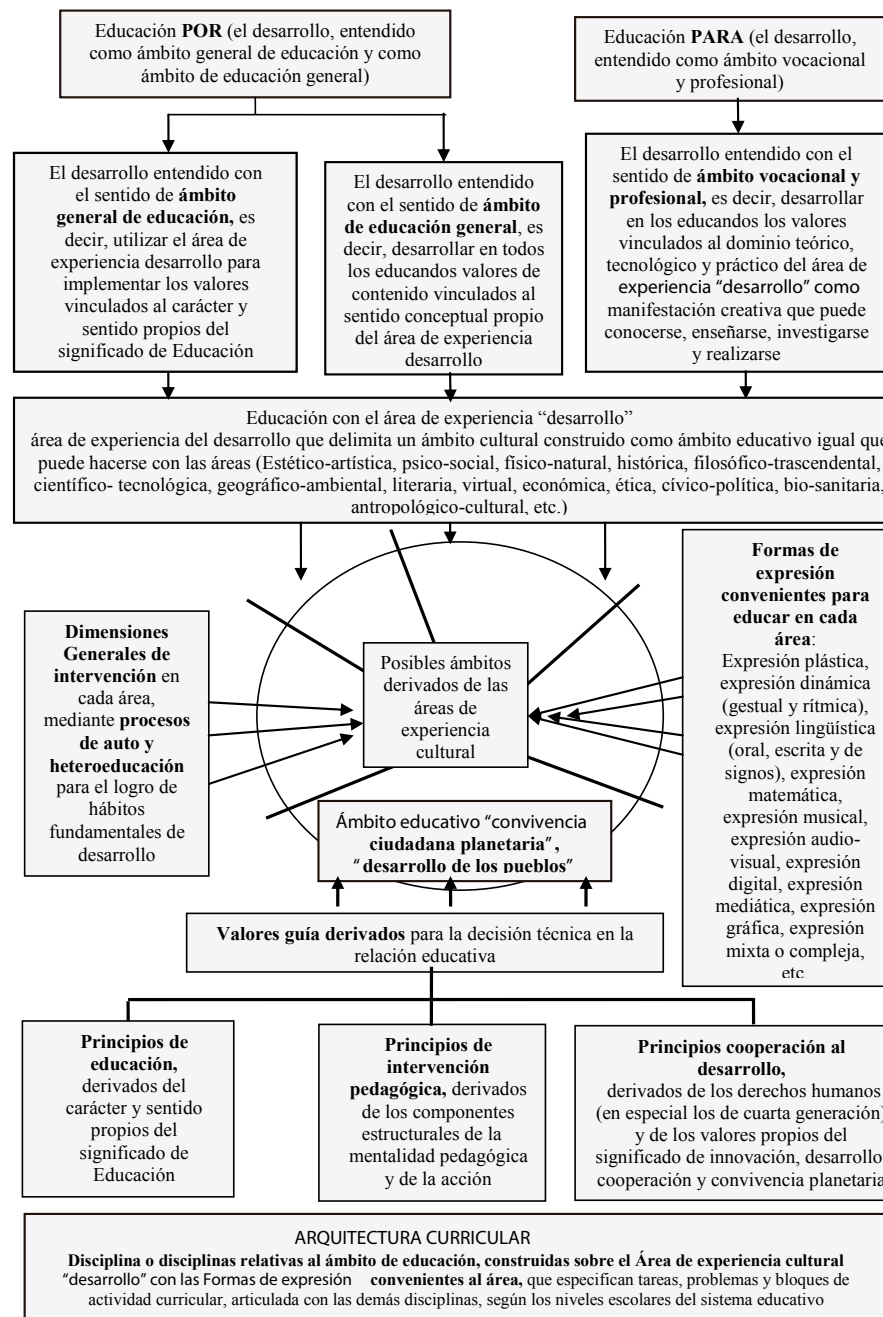 Educación POR (el desarrollo, entendido
como ámbito general de educación y como
ámbito de educación general)
Educación PARA (el desarrollo,
entendido como ámbito vocacional
y profesional)
El desarrollo entendido con
el sentido de ámbito
general de educación, es
decir, utilizar el área de
experiencia desarrollo para
implementar los valores
vinculados al carácter y
sentido propios del
significado de Educación
El desarrollo entendido
con el sentido de ámbito
de educación general, es
decir, desarrollar en todos
los educandos valores de
contenido vinculados al
sentido conceptual propio
del área de experiencia
desarrollo
El desarrollo entendido con el
sentido de ámbito vocacional y
profesional, es decir, desarrollar
en los educandos los valores
vinculados al dominio teórico,
tecnológico y práctico del área de
experiencia “desarrollo” como
manifestación creativa que puede
conocerse, enseñarse, investigarse
y realizarse
Educación con el área de experiencia “desarrollo”
área de experiencia del desarrollo que delimita un ámbito cultural construido como ámbito educativo igual que
puede hacerse con las áreas (Estético-artística, psico-social, físico-natural, histórica, filosófico-trascendental,
científico- tecnológica, geográfico-ambiental, literaria, virtual, económica, ética, cívico-política, bio-sanitaria,
antropológico-cultural, etc.)
Dimensiones
Generales de
intervención en
cada área,
mediante procesos
de auto y
heteroeducación
para el logro de
hábitos
fundamentales de
desarrollo
Posibles ámbitos
derivados de las
áreas de
experiencia
cultural
Formas de
expresión
convenientes para
educar en cada
área:
Expresión plástica,
expresión dinámica
(gestual y rítmica),
expresión lingüística
(oral, escrita y de
signos), expresión
matemática,
expresión musical,
expresión audio-
visual, expresión
digital, expresión
mediática, expresión
gráfica, expresión
mixta o compleja,
etc
Ámbito educativo “convivencia
ciudadana planetaria”,
“desarrollo de los pueblos”
Valores guía derivados para la decisión técnica en la
relación educativa
Principios de
educación,
derivados del
carácter y sentido
propios del
significado de
Educación
Principios de
intervención
pedagógica, derivados
de los componentes
estructurales de la
mentalidad pedagógica
y de la acción
Principios cooperación al
desarrollo,
derivados de los derechos humanos
(en especial los de cuarta generación)
y de los valores propios del
significado de innovación, desarrollo
cooperación y convivencia planetaria
ARQUITECTURA CURRICULAR
Disciplina o disciplinas relativas al ámbito de educación, construidas sobre el Área de experiencia cultural
“desarrollo” con las Formas de expresión convenientes al área, que especifican tareas, problemas y bloques de
actividad curricular, articulada con las demás disciplinas, según los niveles escolares del sistema educativo